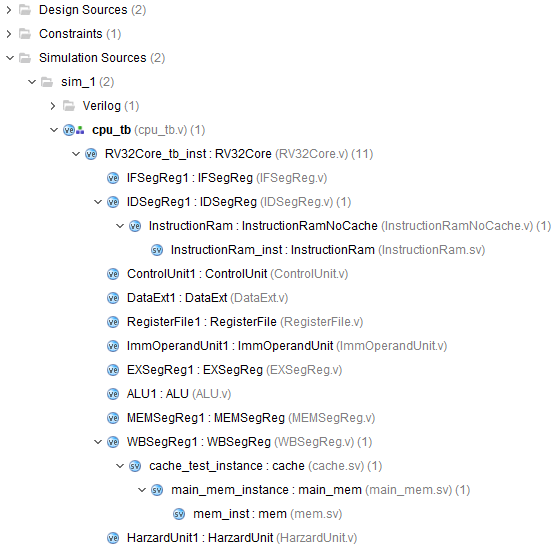 Design Sources (2)
Constraints (1)
Simulation Sources (2)
sim_1 (2)
Verilog (1)
cpu_tb (cpu_tb.v) (1)
RV32Core_tb_inst : RV32Core (RV32Core.v) (11)
IFSegReg1 : IFSegReg (IFSegReg.v)
IDSegReg1 : IDSegReg (IDSegReg.v) (1)
InstructionRam : InstructionRamNoCache (InstructionRamNoCache.v) (1)
InstructionRam_inst : InstructionRam (InstructionRam.sv)
ControlUnit1 : ControlUnit (ControlUnit.v)
DataExt1 : DataExt (DataExt.v)
RegisterFile1 : RegisterFile (RegisterFile.v)
ImmOperandUnit1 : ImmOperandUnit (ImmOperandUnit.v)
EXSegReg1 : EXSegReg (EXSegReg.v)
ALU1 : ALU (ALU.v)
MEMSegReg1 : MEMSegReg (MEMSegReg.v)
WBSegReg1 : WBSegReg (WBSegReg.v) (1)
cache_test_instance : cache (cache.sv) (1)
main_mem_instance : main_mem (main_mem.sv) (1)
mem_inst : mem (mem.sv)
HarzardUnit1 : HarzardUnit (HarzardUnit.v)